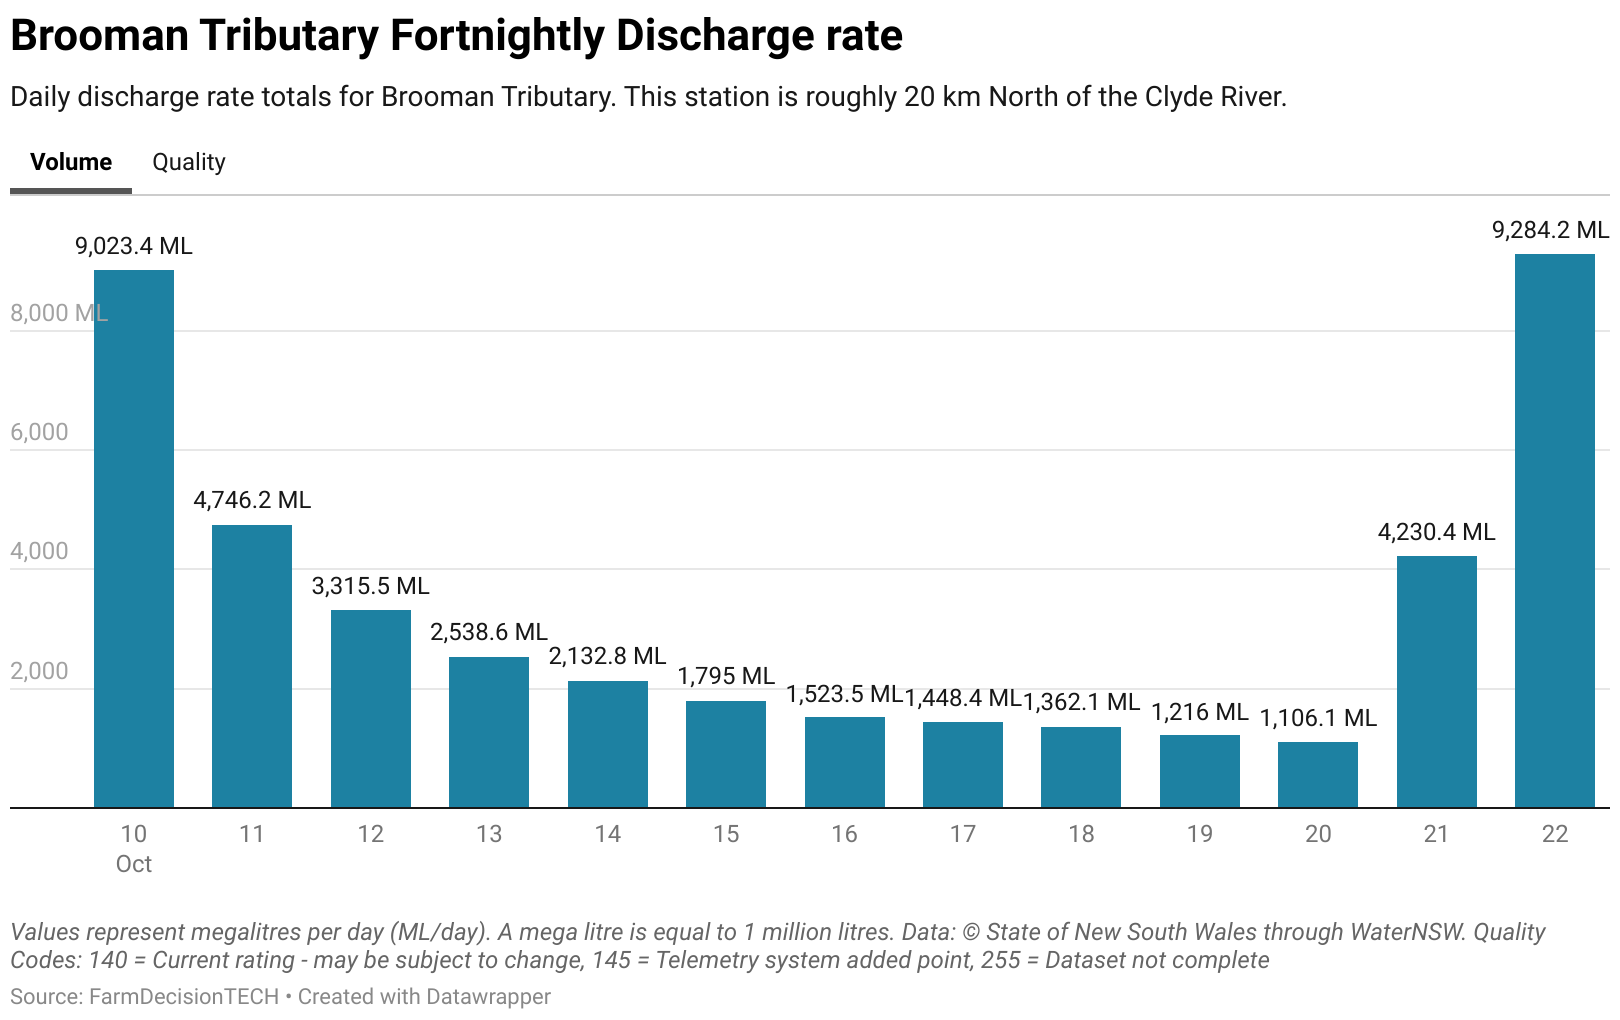 Brooman Tributary Fortnightly Discharge rate
Daily discharge rate totals for Brooman Tributary. This station is roughly 20 km North of the Clyde River.
Volume Quality
9,023.4 ML
4,746.2 ML
3,315.5 ML
2,538.6 ML
2,132.8 ML
1,795 ML
1,523.5 ML
1,448.4 ML
1,362.1 ML
1,216 ML
1,106.1 ML
4,230.4 ML
9,284.2 ML
8,000 ML
6,000
4,000
2,000
10 11 12 13 14 15 16 17 18 19 20 21 22
Oct
Values represent megalitres per day (ML/day). A mega litre is equal to 1 million litres. Data: © State of New South Wales through WaterNSW. Quality
Codes: 140 = Current rating - may be subject to change, 145 = Telemetry system added point, 255 = Dataset not complete
Source: FarmDecisionTECH • Created with Datawrapper